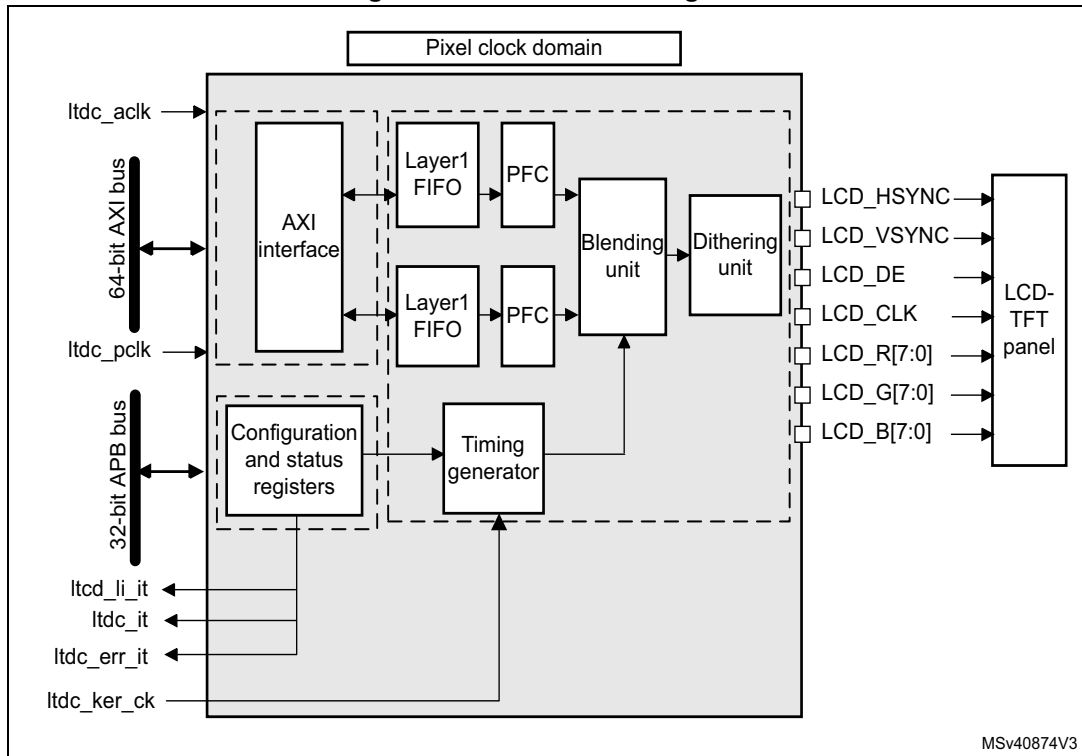 Pixel clock domain
ltdc_aclk
64-bit AXI bus
ltdc_pclk
32-bit APB bus
ltcd_li_it
ltdc_it
ltdc_err_it
ltdc_ker_ck
AXI
interface
Layer1
FIFO
PFC
Layer1
FIFO
PFC
Blending
unit
Dithering
unit
Configuration
and status
registers
Timing
generator
LCD_HSYNC
LCD_VSYNC
LCD_DE
LCD_CLK
LCD_R[7:0]
LCD_G[7:0]
LCD_B[7:0]
LCD-
TFT
panel
MSv40874V3